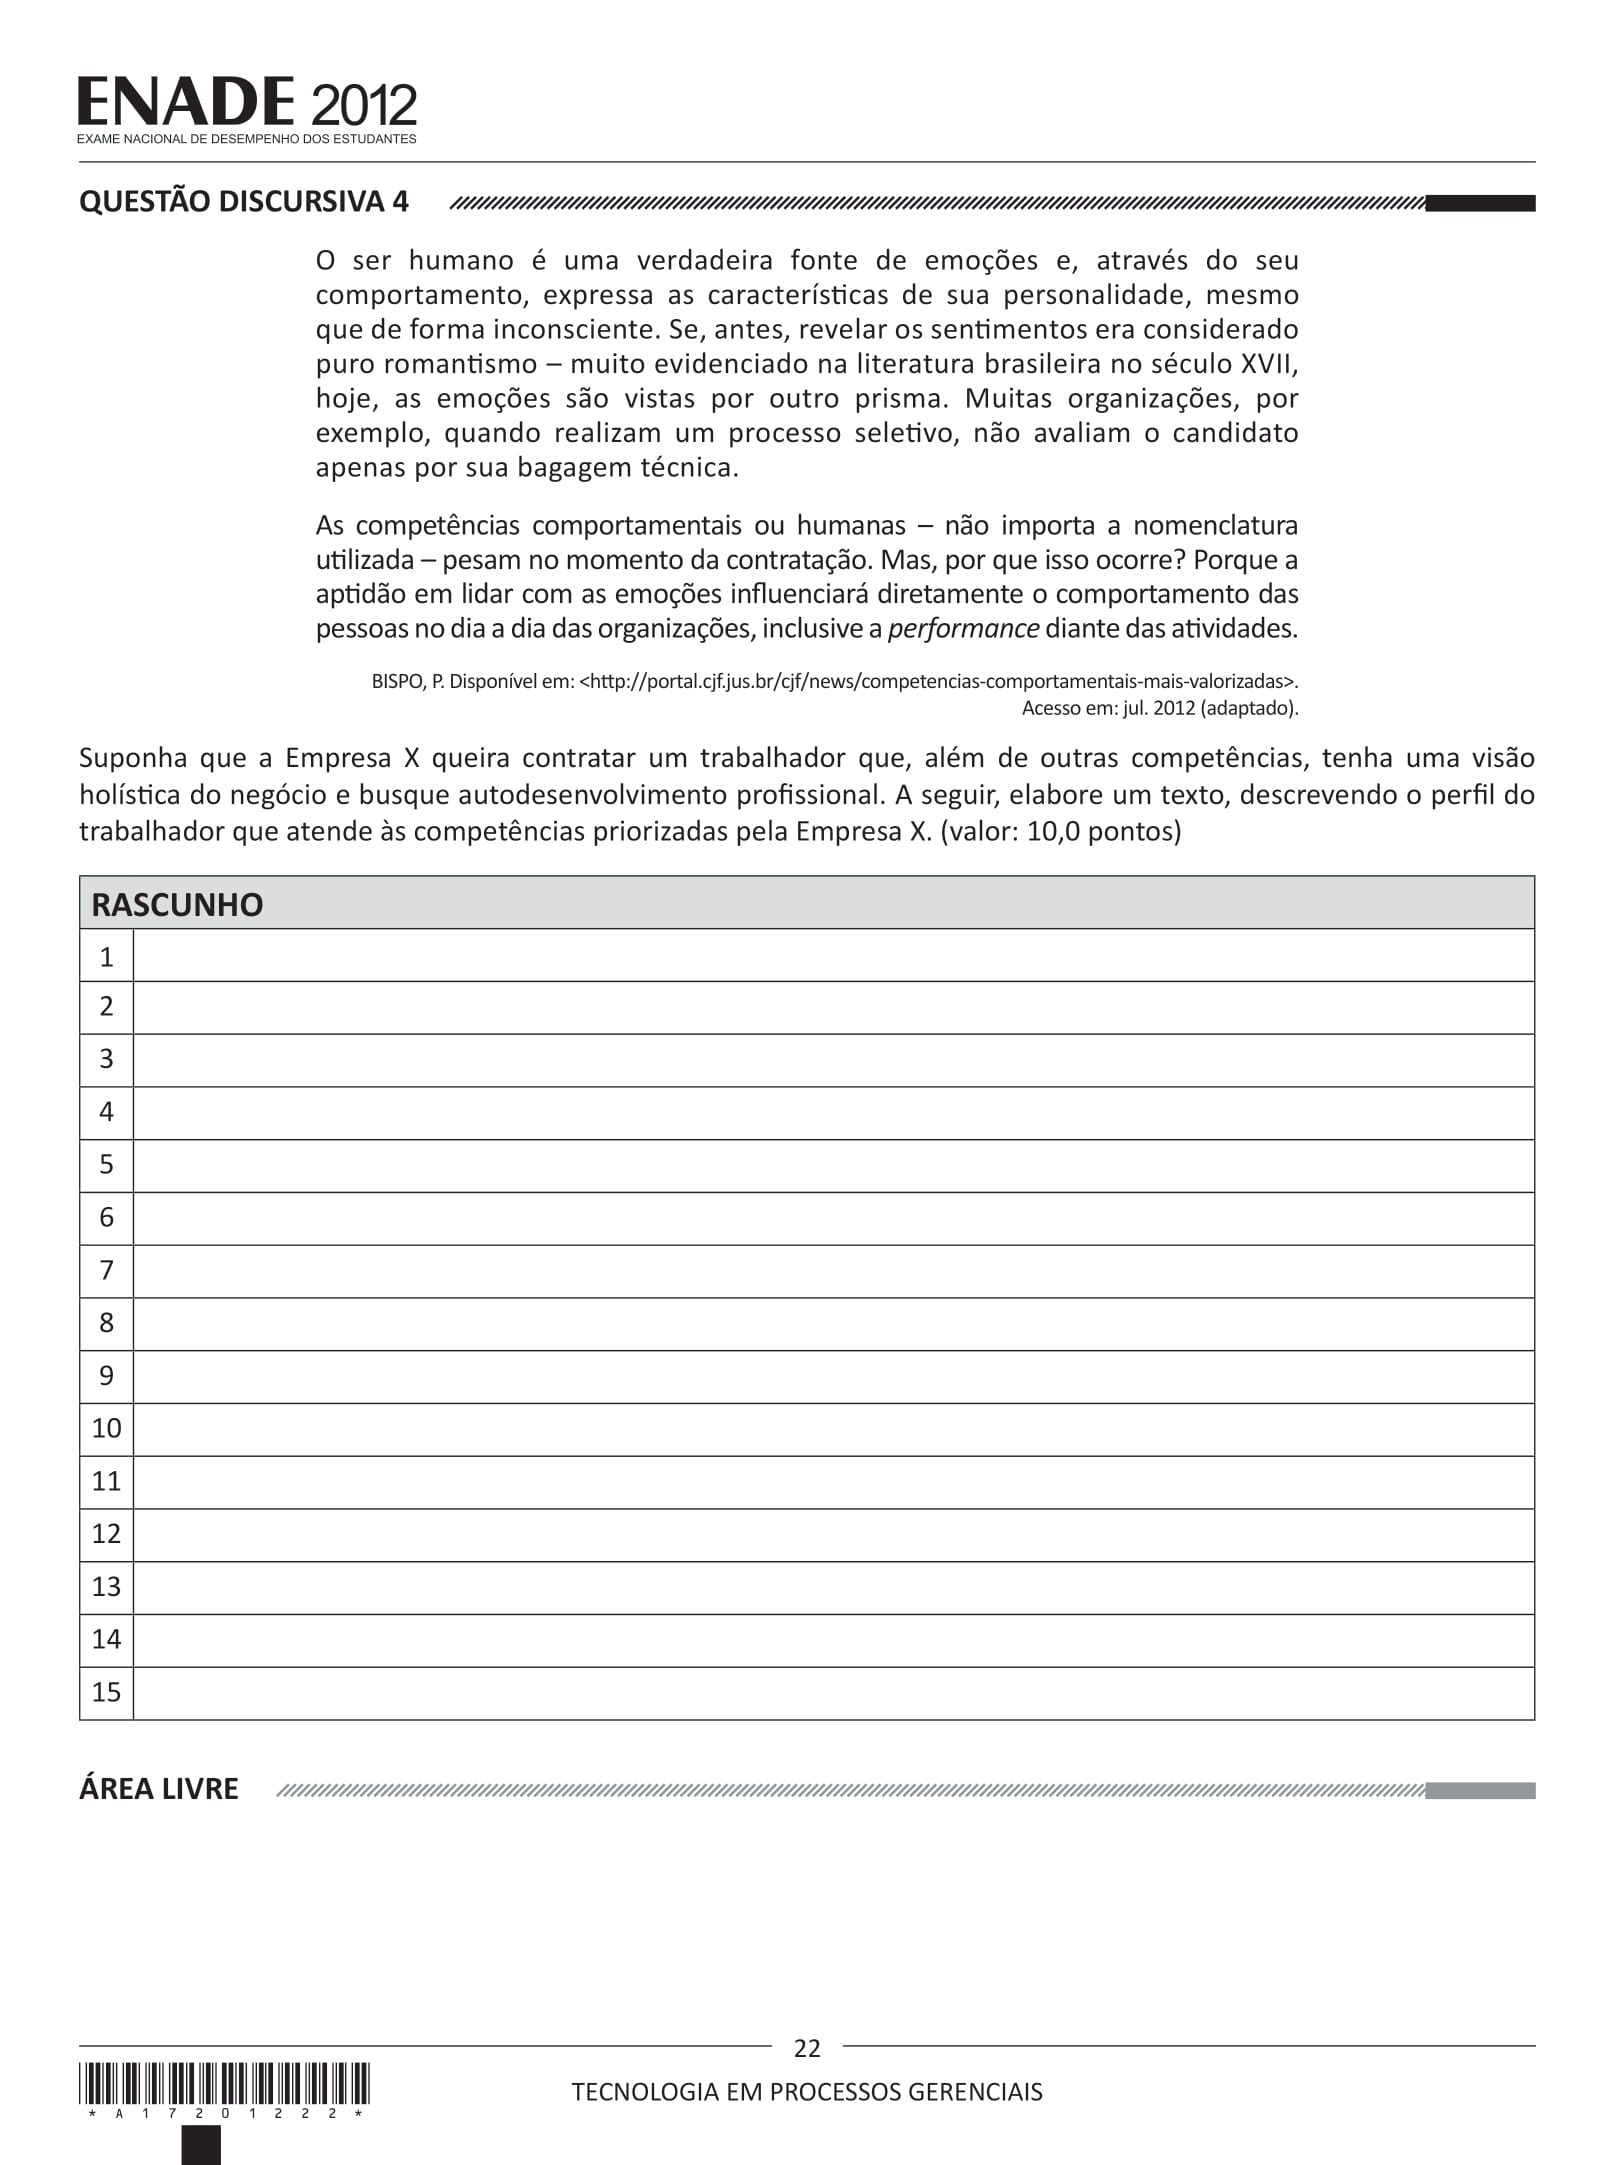 ENADE 2012
EXAME NACIONAL DE DESEMPENHO DOS ESTUDANTES
QUESTÃO DISCURSIVA 4
O ser humano é uma verdadeira fonte de emoções e, através do seu
comportamento, expressa as características de sua personalidade, mesmo
que de forma inconsciente. Se, antes, revelar os sentimentos era considerado
puro romantismo – muito evidenciado na literatura brasileira no século XVII,
hoje, as emoções são vistas por outro prisma. Muitas organizações, por
exemplo, quando realizam um processo seletivo, não avaliam o candidato
apenas por sua bagagem técnica.
As competências comportamentais ou humanas – não importa a nomenclatura
utilizada – pesam no momento da contratação. Mas, por que isso ocorre? Porque a
aptidão em lidar com as emoções influenciará diretamente o comportamento das
pessoas no dia a dia das organizações, inclusive a performance diante das atividades.
BISPO, P. Disponível em: <http://portal.cjf.jus.br/cjf/news/competencias-comportamentais-mais-valorizadas>.
Acesso em: jul. 2012 (adaptado).
Suponha que a Empresa X queira contratar um trabalhador que, além de outras competências, tenha uma visão
holística do negócio e busque autodesenvolvimento profissional. A seguir, elabore um texto, descrevendo o perfil do
trabalhador que atende às competências priorizadas pela Empresa X. (valor: 10,0 pontos)
RASCUNHO
1
2
3
4
5
6
7
8
9
10
11
12
13
14
15
ÁREA LIVRE
22
TECNOLOGIA EM PROCESSOS GERENCIAIS
* A 1 7 2 0 1 2 2 2 *